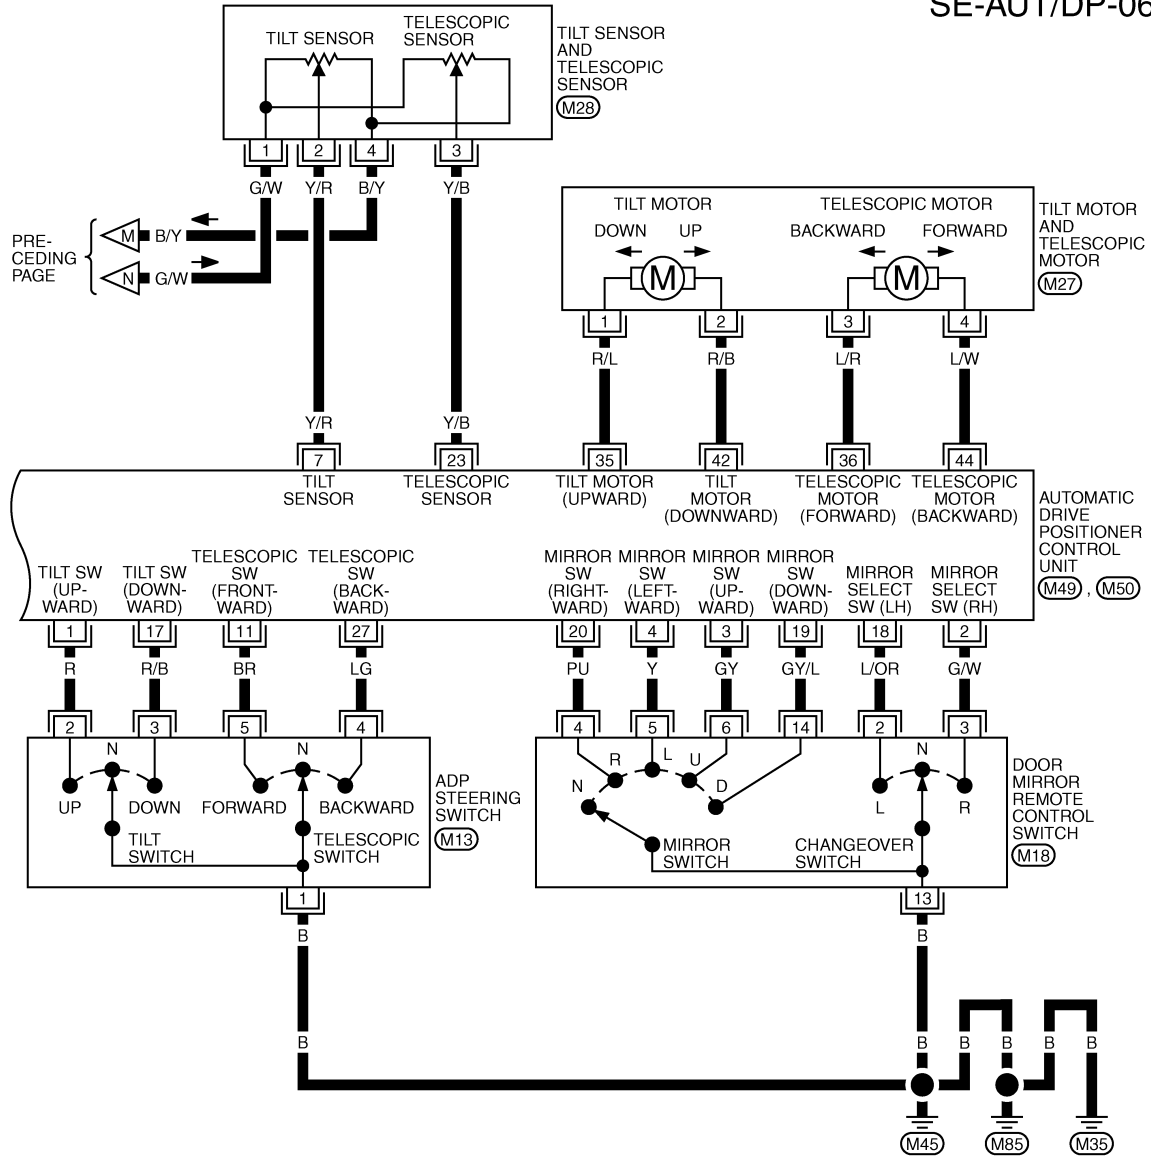 SE-AUT/DP-06
TILT SENSOR
TELESCOPIC
SENSOR
TILT SENSOR
AND
TELESCOPIC
SENSOR
M28
1 2 4 3
G/W Y/R B/Y Y/B
PRE-
CEDING
PAGE
M B/Y
N G/W
TILT MOTOR
DOWN UP
TELESCOPIC MOTOR
BACKWARD FORWARD
M M
TILT MOTOR
AND
TELESCOPIC
MOTOR
M27
1 2 3 4
R/L R/B L/R L/W
Y/R Y/B
7 23 35 42 36 44
TILT
SENSOR
TELESCOPIC
SENSOR
TILT MOTOR
(UPWARD)
TILT
MOTOR
(DOWNWARD)
TELESCOPIC
MOTOR
(FORWARD)
TELESCOPIC
MOTOR
(BACKWARD)
AUTOMATIC
DRIVE
POSITIONER
CONTROL
UNIT
M49 , M50
TILT SW
(UP-
WARD)
TILT SW
(DOWN-
WARD)
TELESCOPIC
SW
(FRONT-
WARD)
TELESCOPIC
SW
(BACK-
WARD)
MIRROR
SW
(RIGHT-
WARD)
MIRROR
SW
(LEFT-
WARD)
MIRROR
SW
(UP-
WARD)
MIRROR
SW
(DOWN-
WARD)
MIRROR
SELECT
SW (LH)
MIRROR
SELECT
SW (RH)
1 17 11 27 20 4 3 19 18 2
R R/B BR LG PU Y GY GY/L L/OR G/W
2 3 5 4 4 5 6 14 2 3
N
UP DOWN
TILT
SWITCH
N
FORWARD BACKWARD
TELESCOPIC
SWITCH
ADP
STEERING
SWITCH
M13
N R L U D
MIRROR
SWITCH
N
L R
CHANGEOVER
SWITCH
DOOR
MIRROR
REMOTE
CONTROL
SWITCH
M18
1 13
B B
B B B B B B
M45 M85 M35